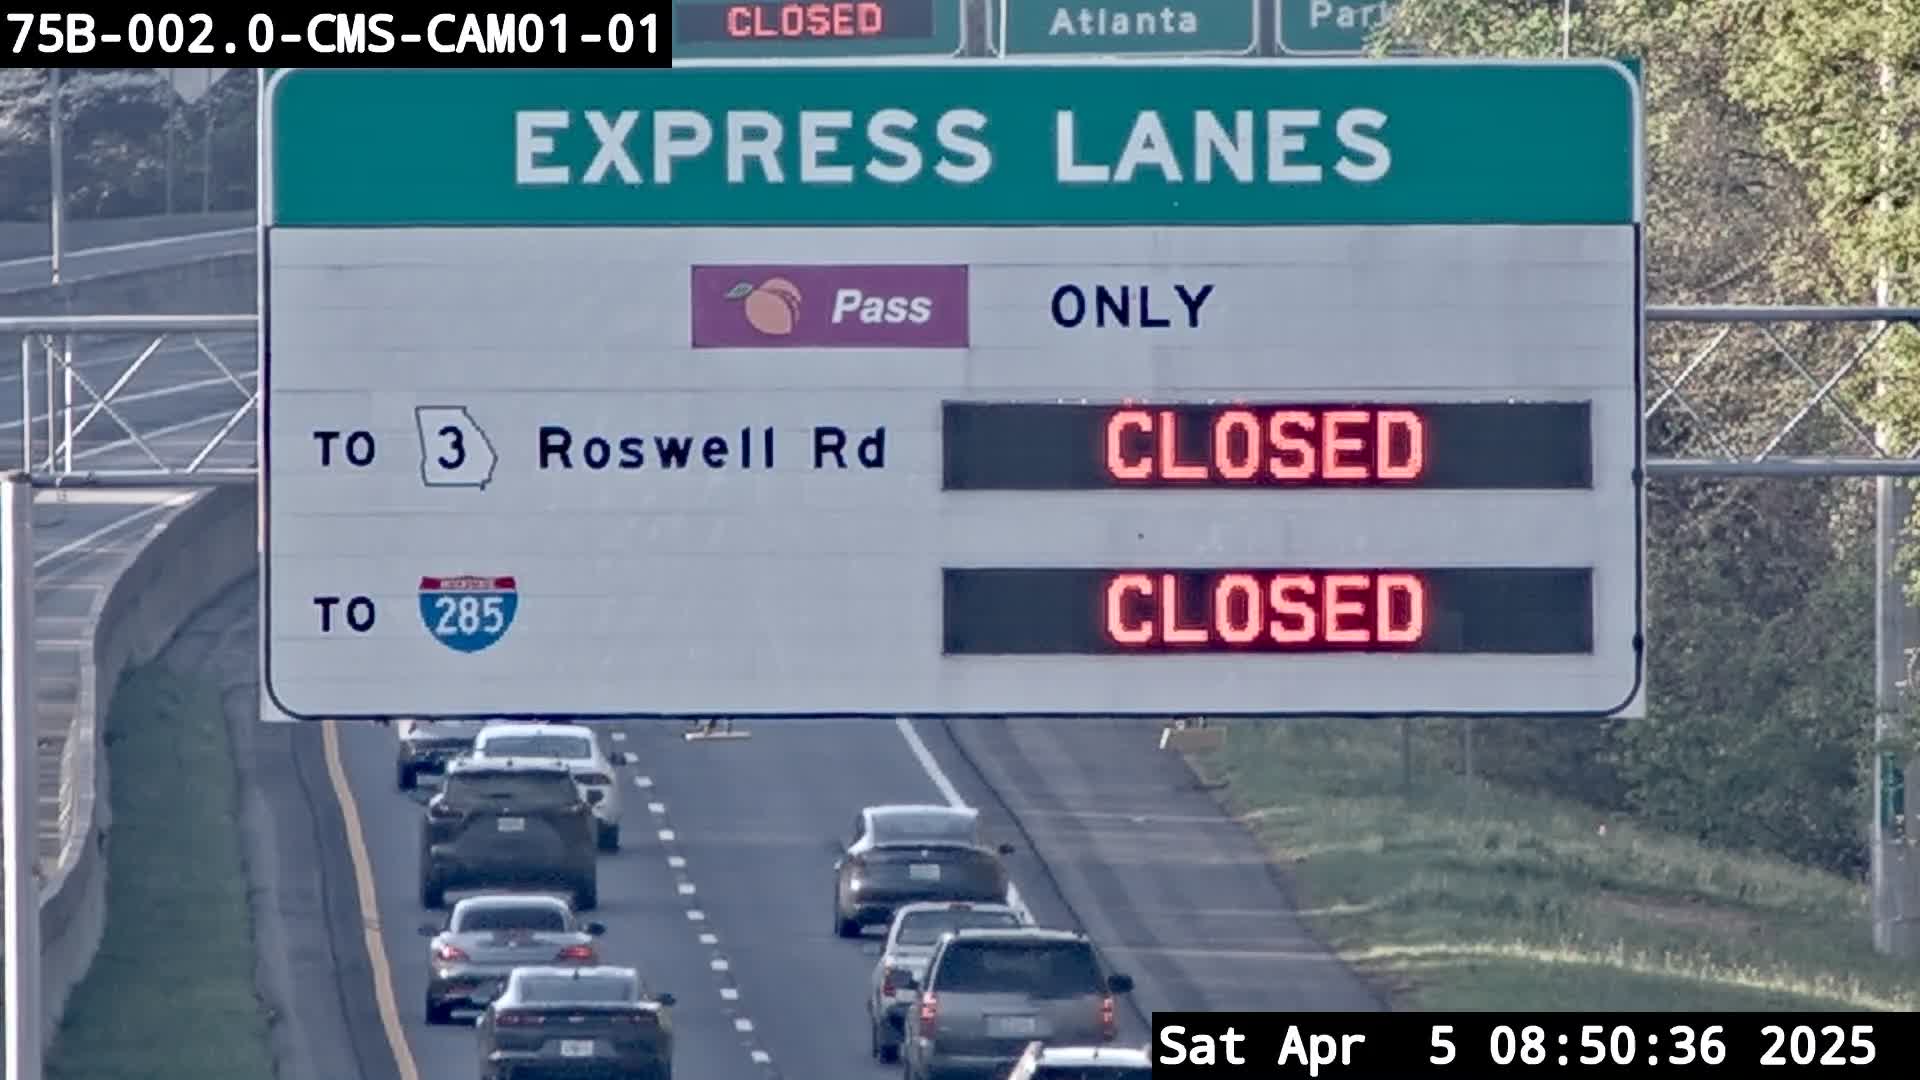 75B-002.0-CMS-CAM01-01
CLOSED
Atlanta
EXPRESS LANES
Pass ONLY
TO 3 Roswell Rd CLOSED
INTERSTATE
TO 285 CLOSED
Sat Apr 5 08:50:36 2025